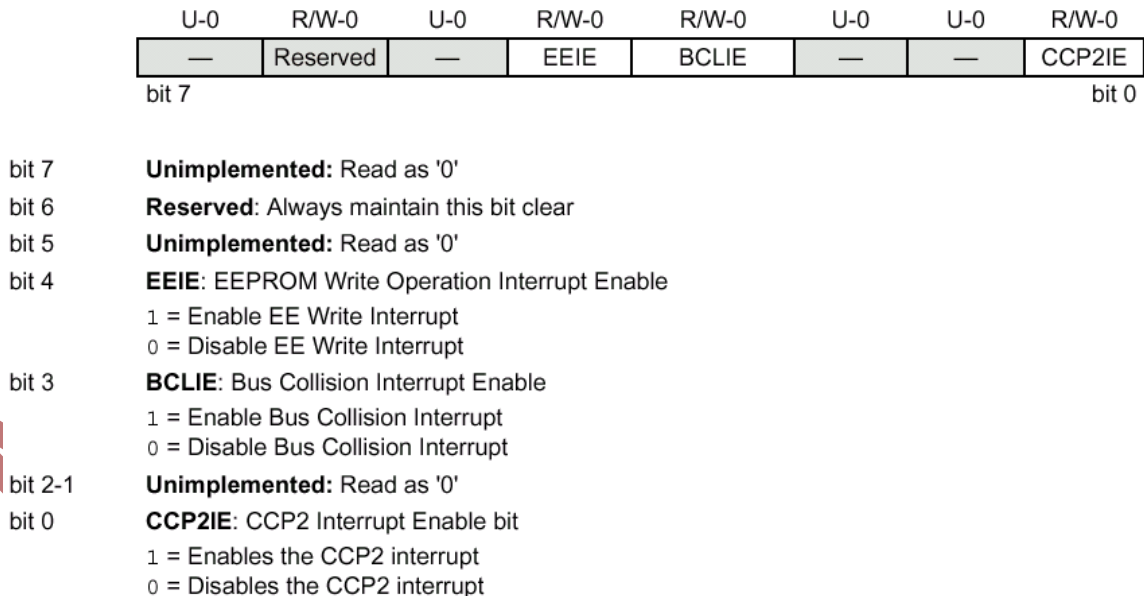 U-0 R/W-0 U-0 R/W-0 R/W-0 U-0 U-0 R/W-0
— Reserved — EEIE BCLIE — — CCP2IE
bit 7 bit 0
bit 7 Unimplemented: Read as '0'
bit 6 Reserved: Always maintain this bit clear
bit 5 Unimplemented: Read as '0'
bit 4 EEIE: EEPROM Write Operation Interrupt Enable
1 = Enable EE Write Interrupt
0 = Disable EE Write Interrupt
bit 3 BCLIE: Bus Collision Interrupt Enable
1 = Enable Bus Collision Interrupt
0 = Disable Bus Collision Interrupt
bit 2-1 Unimplemented: Read as '0'
bit 0 CCP2IE: CCP2 Interrupt Enable bit
1 = Enables the CCP2 interrupt
0 = Disables the CCP2 interrupt